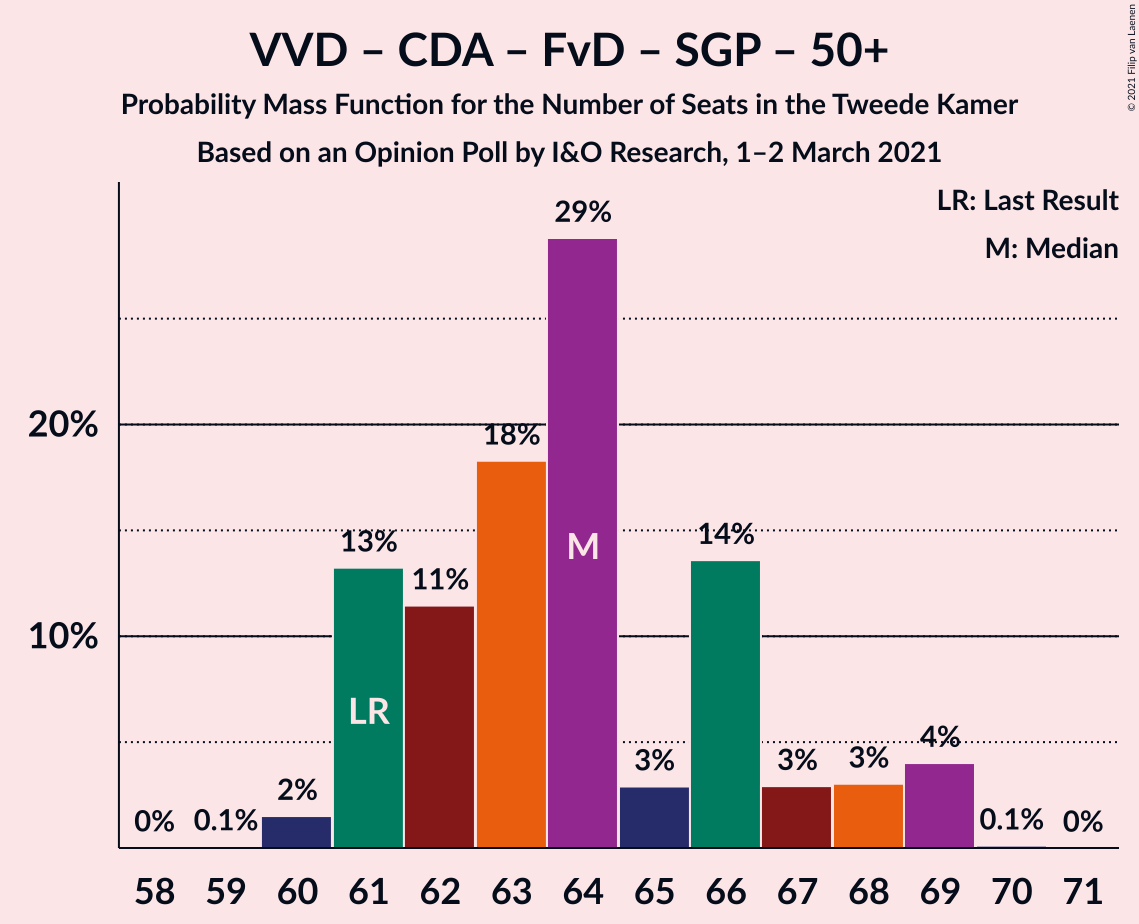 VVD – CDA – FvD – SGP – 50+
Probability Mass Function for the Number of Seats in the Tweede Kamer
Based on an Opinion Poll by I&O Research, 1–2 March 2021
© 2021 Filip van Laenen
LR: Last Result
M: Median
29%
20%
18%
13%
11%
M
14%
10%
LR
0%
0.1%
2%
3%
3%
3%
4%
0.1%
0%
58 59 60 61 62 63 64 65 66 67 68 69 70 71